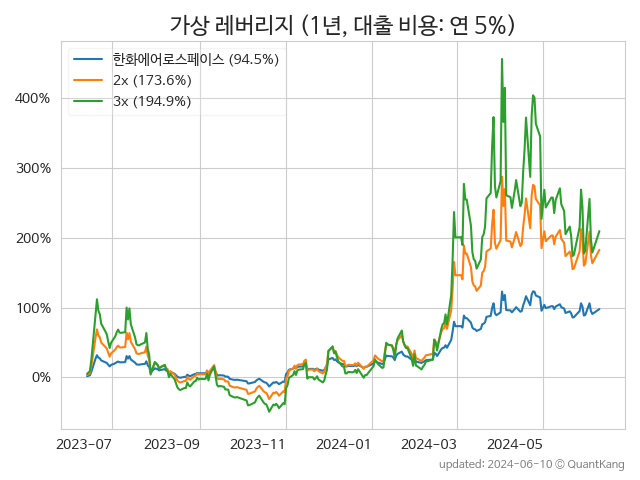 가상 레버리지 (1년, 대출 비용: 연 5%)
한화에어로스페이스 (94.5%)
2x (173.6%)
3x (194.9%)
400%
300%
200%
100%
0%
2023-07 2023-09 2023-11 2024-01 2024-03 2024-05
updated: 2024-06-10 © QuantKang